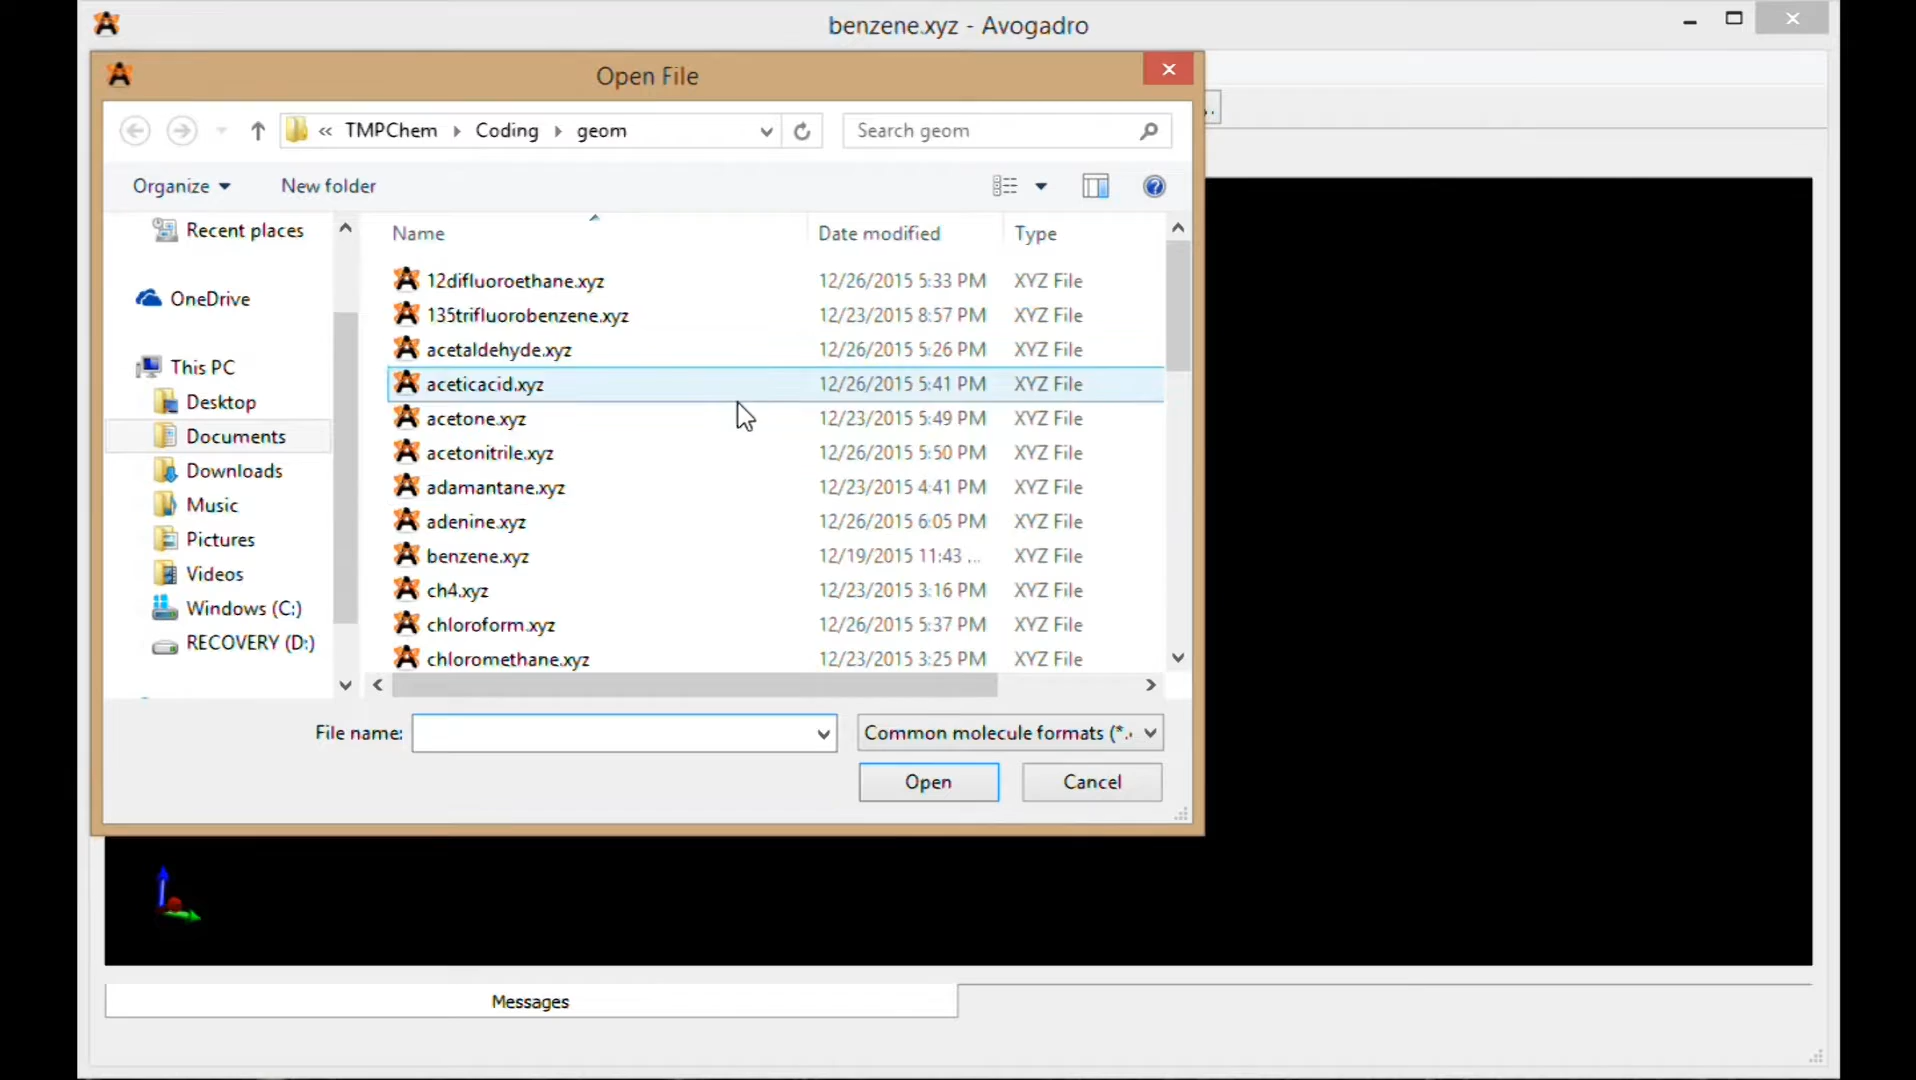 benzene.xyz - Avogadro
Open File
« TMPChem Coding geom
Search geom
Organize
New folder
Name Date modified Type
Recent places
OneDrive
This PC
Desktop
Documents
Downloads
Music
Pictures
Videos
Windows (C:)
RECOVERY (D:)
12difluoroethane.xyz 12/26/2015 5:33 PM XYZ File
135trifluorobenzene.xyz 12/23/2015 8:57 PM XYZ File
acetaldehyde.xyz 12/26/2015 5:26 PM XYZ File
aceticacid.xyz 12/26/2015 5:41 PM XYZ File
acetone.xyz 12/23/2015 5:49 PM XYZ File
acetonitrile.xyz 12/26/2015 5:50 PM XYZ File
adamantane.xyz 12/23/2015 4:41 PM XYZ File
adenine.xyz 12/26/2015 6:05 PM XYZ File
benzene.xyz 12/19/2015 11:43 ... XYZ File
ch4.xyz 12/23/2015 3:16 PM XYZ File
chloroform.xyz 12/26/2015 5:37 PM XYZ File
chloromethane.xyz 12/23/2015 3:25 PM XYZ File
File name:
Common molecule formats (*.
Open
Cancel
Messages